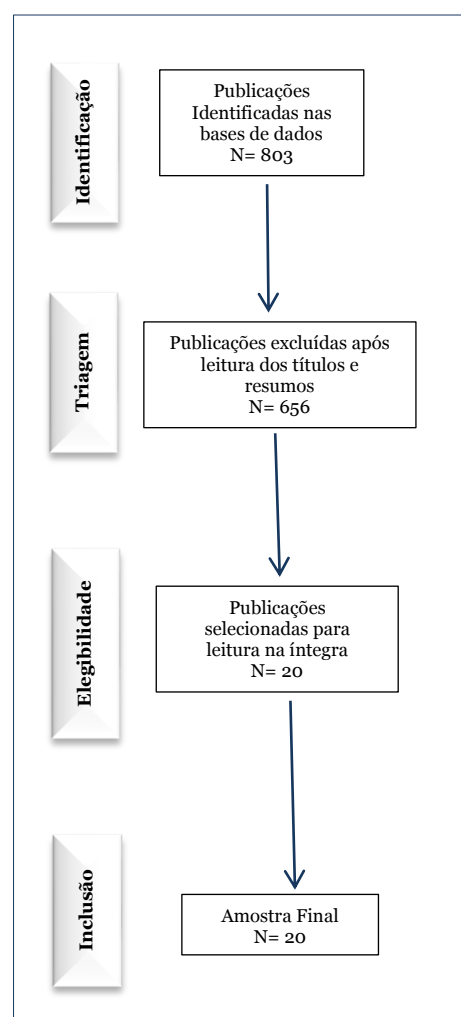 Identificação
Publicações
Identificadas nas
bases de dados
N= 803
Triagem
Publicações excluídas após
leitura dos títulos e
resumos
N= 656
Elegibilidade
Publicações
selecionadas para
leitura na íntegra
N= 20
Inclusão
Amostra Final
N= 20